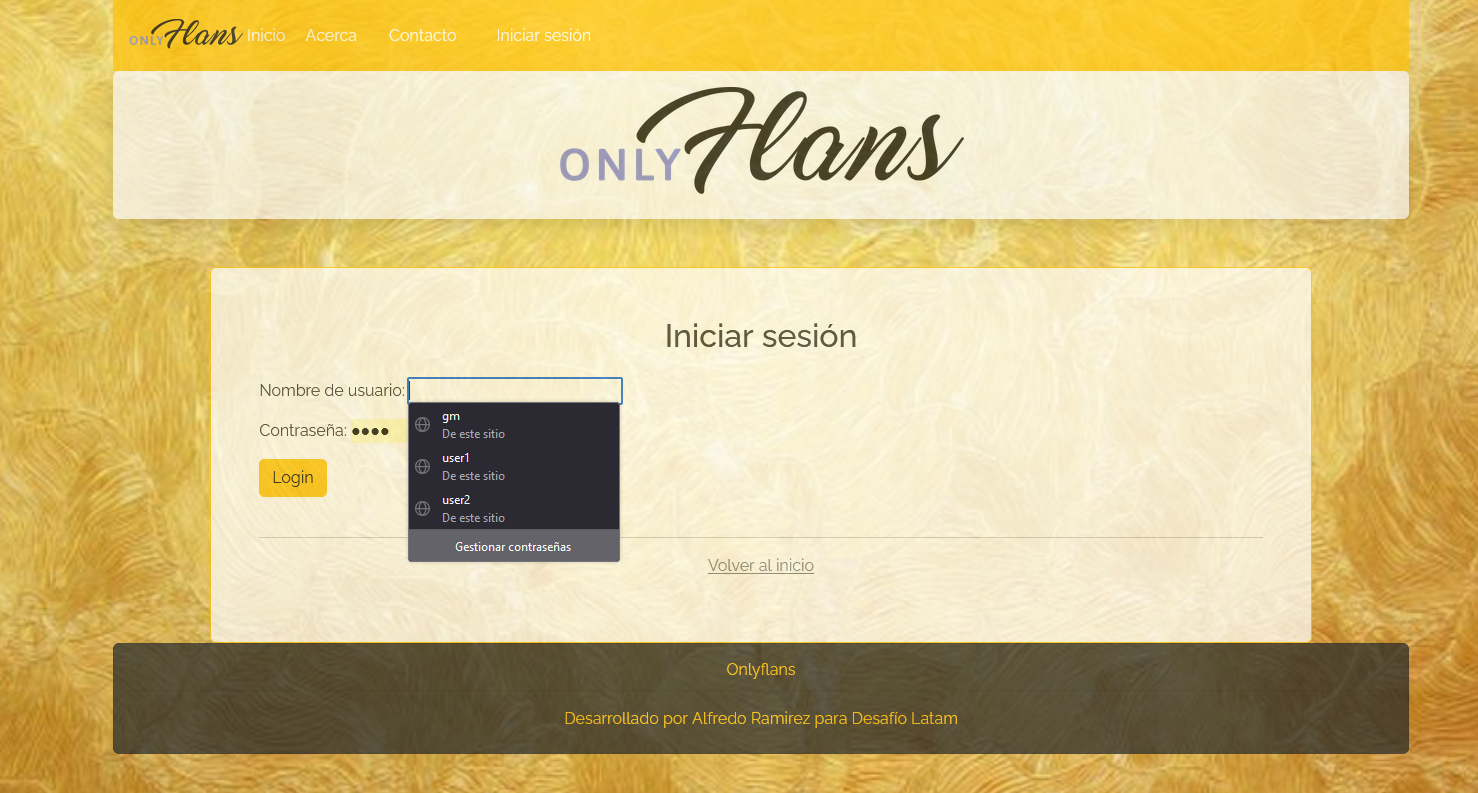 ONLY Flans Inicio Acerca Contacto Iniciar sesión
ONLY Flans
Iniciar sesión
Nombre de usuario:
gm
De este sitio
user1
De este sitio
user2
De este sitio
Gestionar contraseñas
Contraseña: ●●●●
Login
Volver al inicio
Onlyflans
Desarrollado por Alfredo Ramirez para Desafío Latam